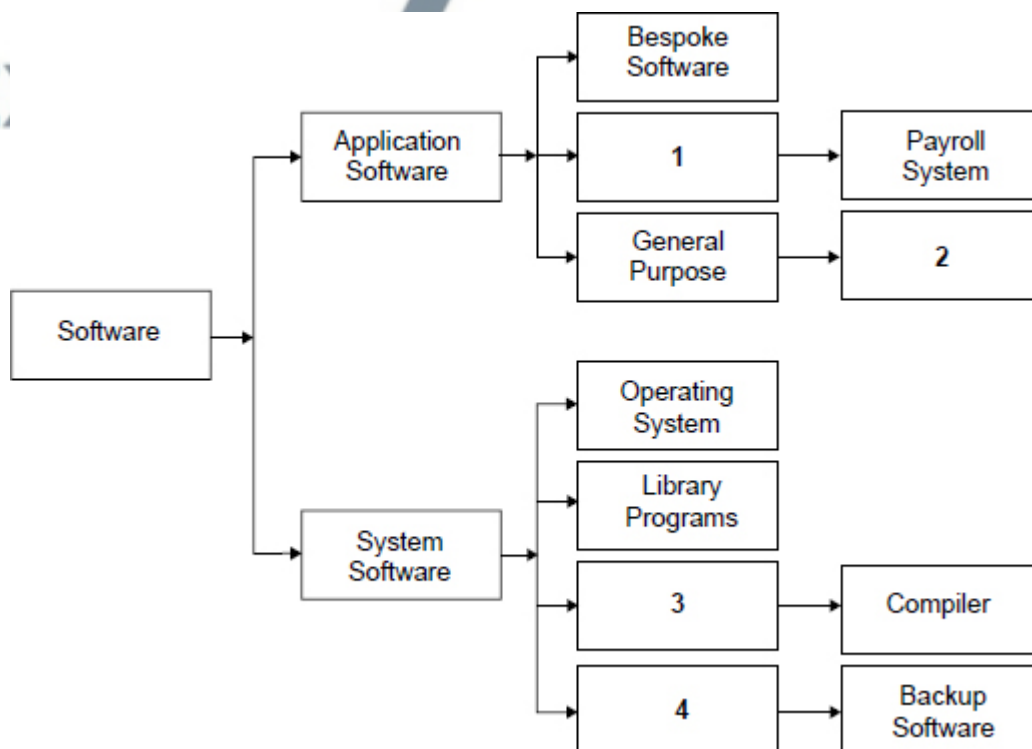 Bespoke
Software
Application
Software
1
Payroll
System
General
Purpose
2
Software
Operating
System
Library
Programs
System
Software
3
Compiler
4
Backup
Software